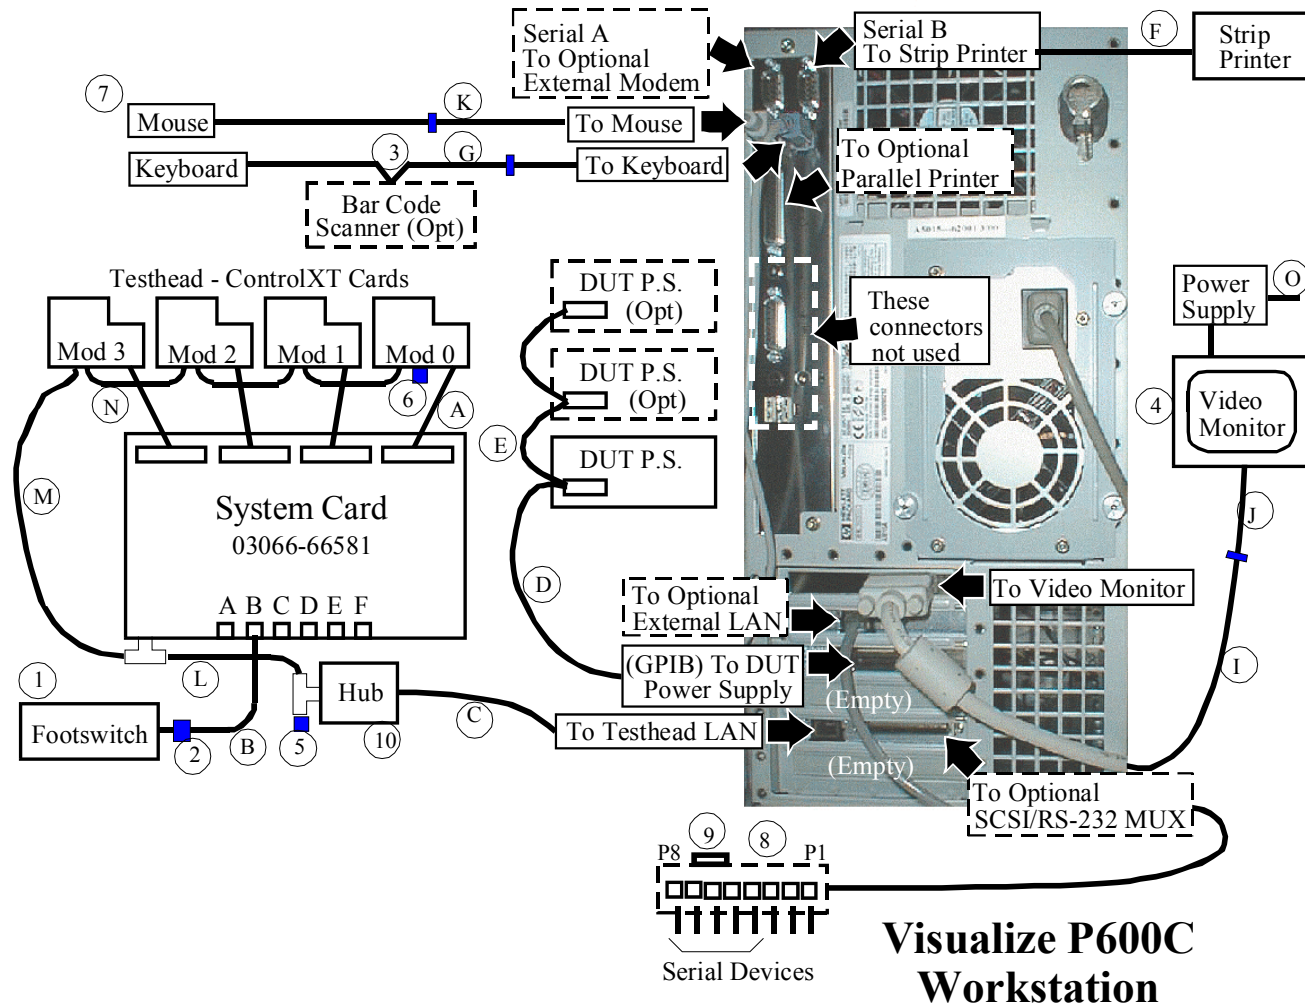 Serial A
To Optional
External Modem
Serial B
To Strip Printer
F
Strip
Printer
7
Mouse
K
To Mouse
Keyboard
3
G
To Keyboard
Bar Code
Scanner (Opt)
To Optional
Parallel Printer
Testhead - ControlXT Cards
Mod 3
Mod 2
Mod 1
Mod 0
N
6
A
DUT P.S.
(Opt)
DUT P.S.
(Opt)
DUT P.S.
E
These
connectors
not used
Power
Supply
O
4
Video
Monitor
M
System Card
03066-66581
A B C D E F
D
J
To Video Monitor
To Optional
External LAN
(GPIB) To DUT
Power Supply
(Empty)
I
L
1
Footswitch
2
B
5
Hub
10
C
To Testhead LAN
(Empty)
To Optional
SCSI/RS-232 MUX
9
8
P8
P1
Serial Devices
Visualize P600C
Workstation